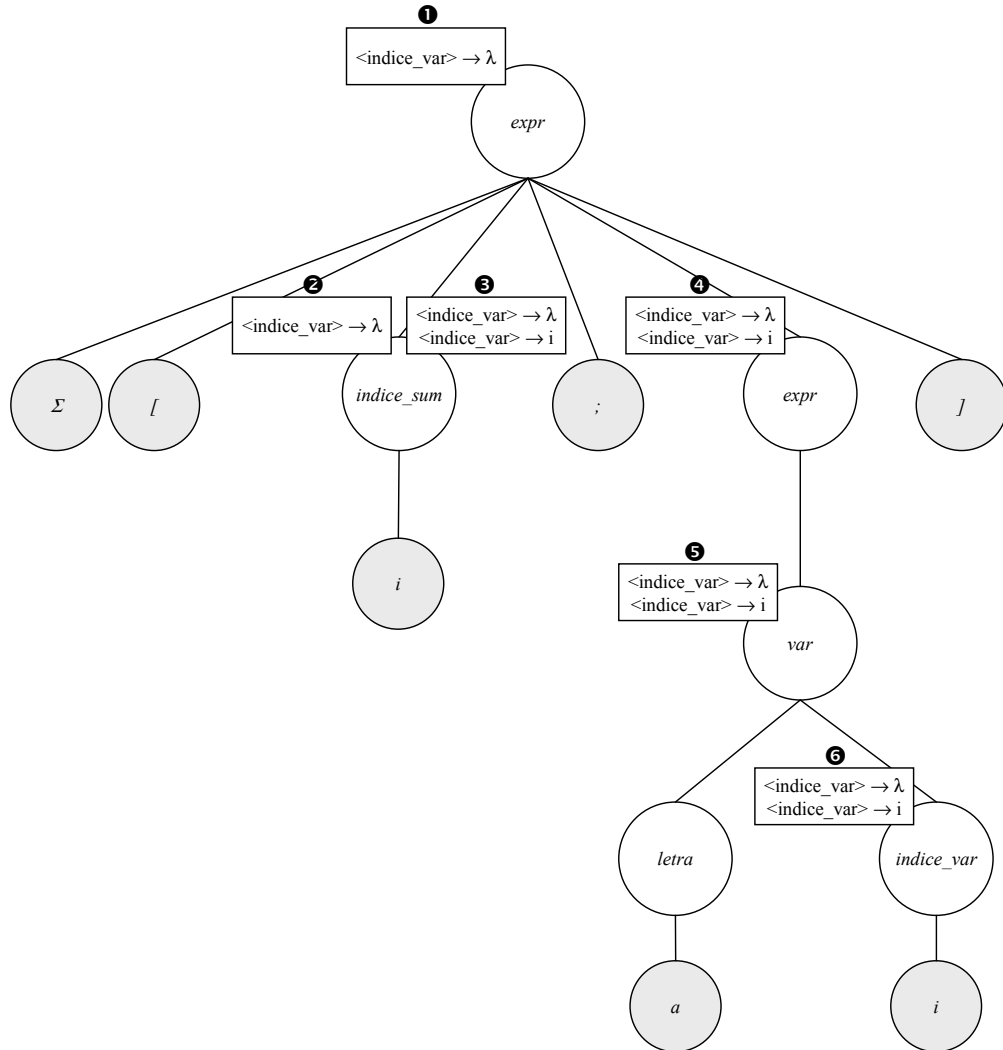 ❶
<indice_var> → λ
expr
❷
❸
❹
<indice_var> → λ
<indice_var> → λ
<indice_var> → i
<indice_var> → λ
<indice_var> → i
Σ
[
indice_sum
;
expr
]
i
❺
<indice_var> → λ
<indice_var> → i
var
❻
<indice_var> → λ
<indice_var> → i
letra
indice_var
a
i